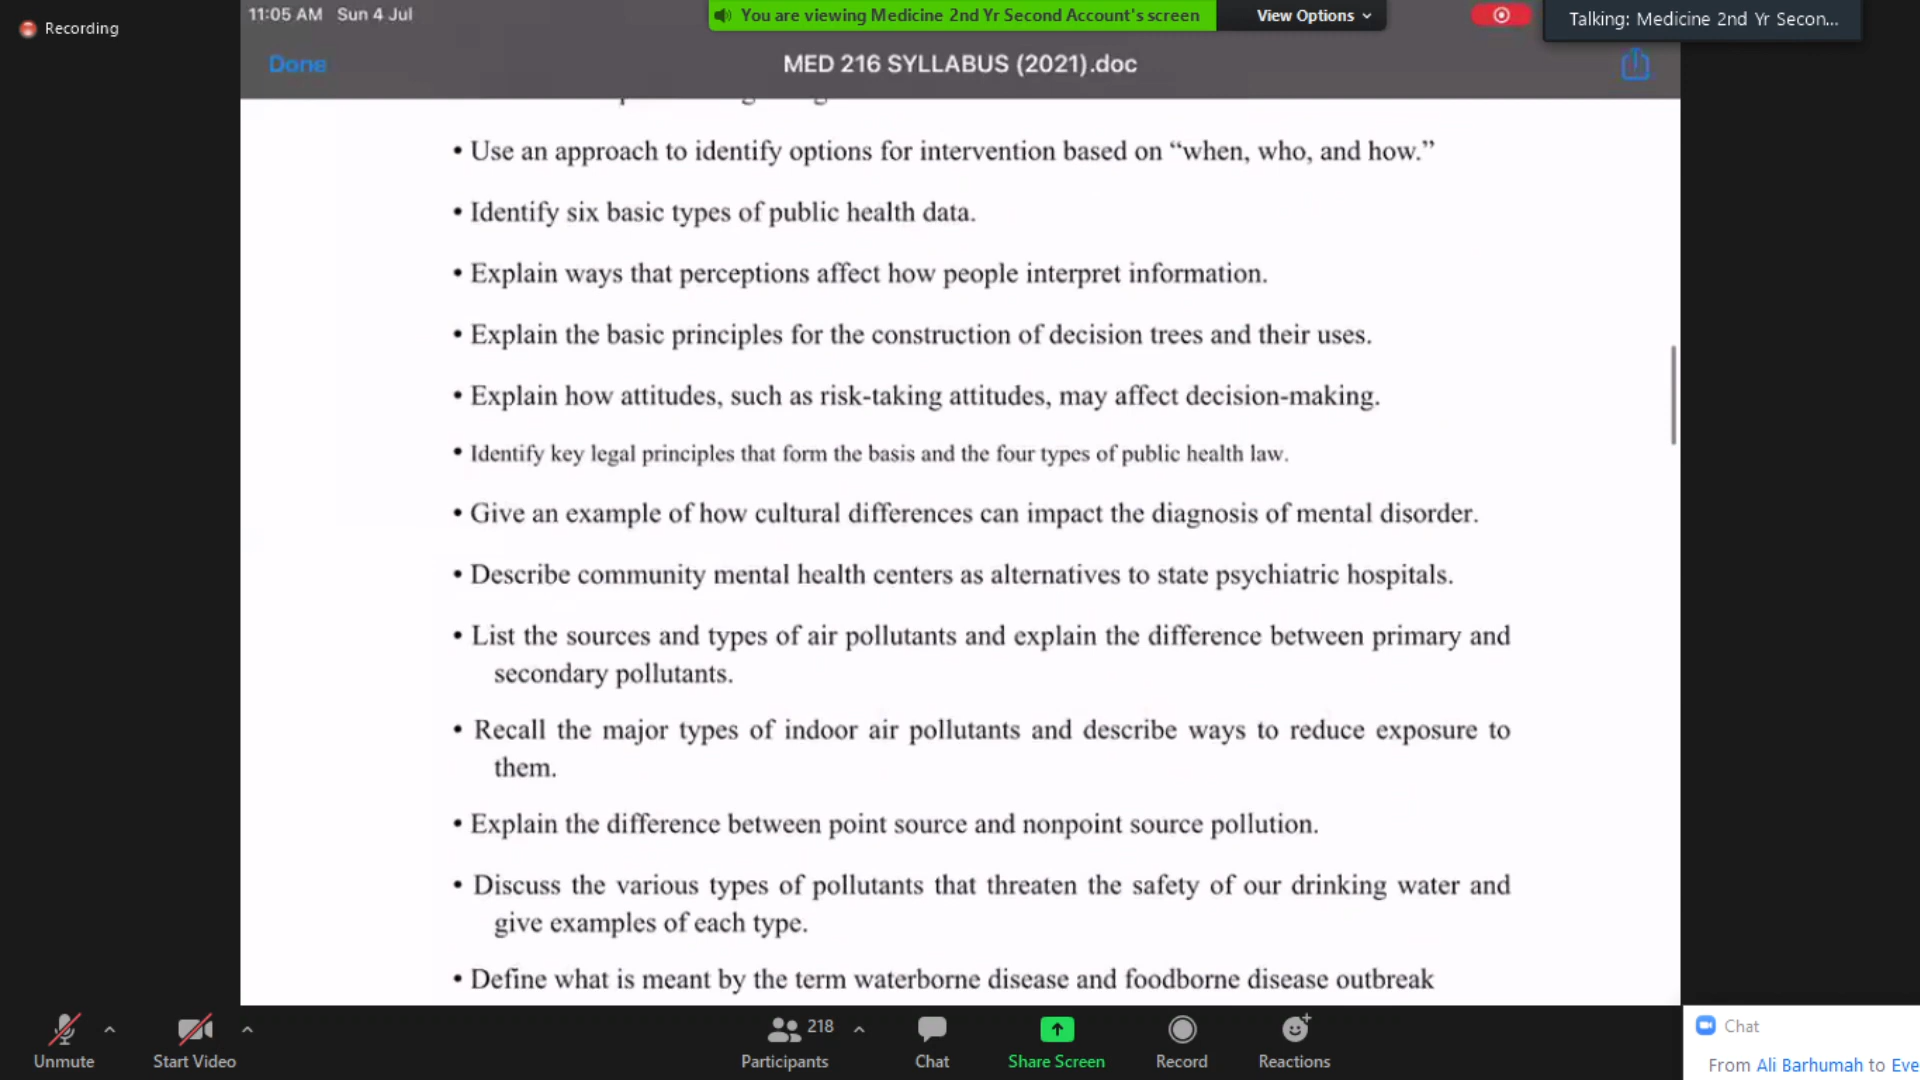 Recording
11:05 AM Sun 4 Jul
You are viewing Medicine 2nd Yr Second Account's screen
View Options
Talking: Medicine 2nd Yr Secon...
Done
MED 216 SYLLABUS (2021).doc
• Use an approach to identify options for intervention based on “when, who, and how.”
• Identify six basic types of public health data.
• Explain ways that perceptions affect how people interpret information.
• Explain the basic principles for the construction of decision trees and their uses.
• Explain how attitudes, such as risk-taking attitudes, may affect decision-making.
• Identify key legal principles that form the basis and the four types of public health law.
• Give an example of how cultural differences can impact the diagnosis of mental disorder.
• Describe community mental health centers as alternatives to state psychiatric hospitals.
• List the sources and types of air pollutants and explain the difference between primary and
secondary pollutants.
• Recall the major types of indoor air pollutants and describe ways to reduce exposure to
them.
• Explain the difference between point source and nonpoint source pollution.
• Discuss the various types of pollutants that threaten the safety of our drinking water and
give examples of each type.
• Define what is meant by the term waterborne disease and foodborne disease outbreak
Unmute
Start Video
218
Participants
Chat
Share Screen
Record
Reactions
Chat
From Ali Barhumah to Eve